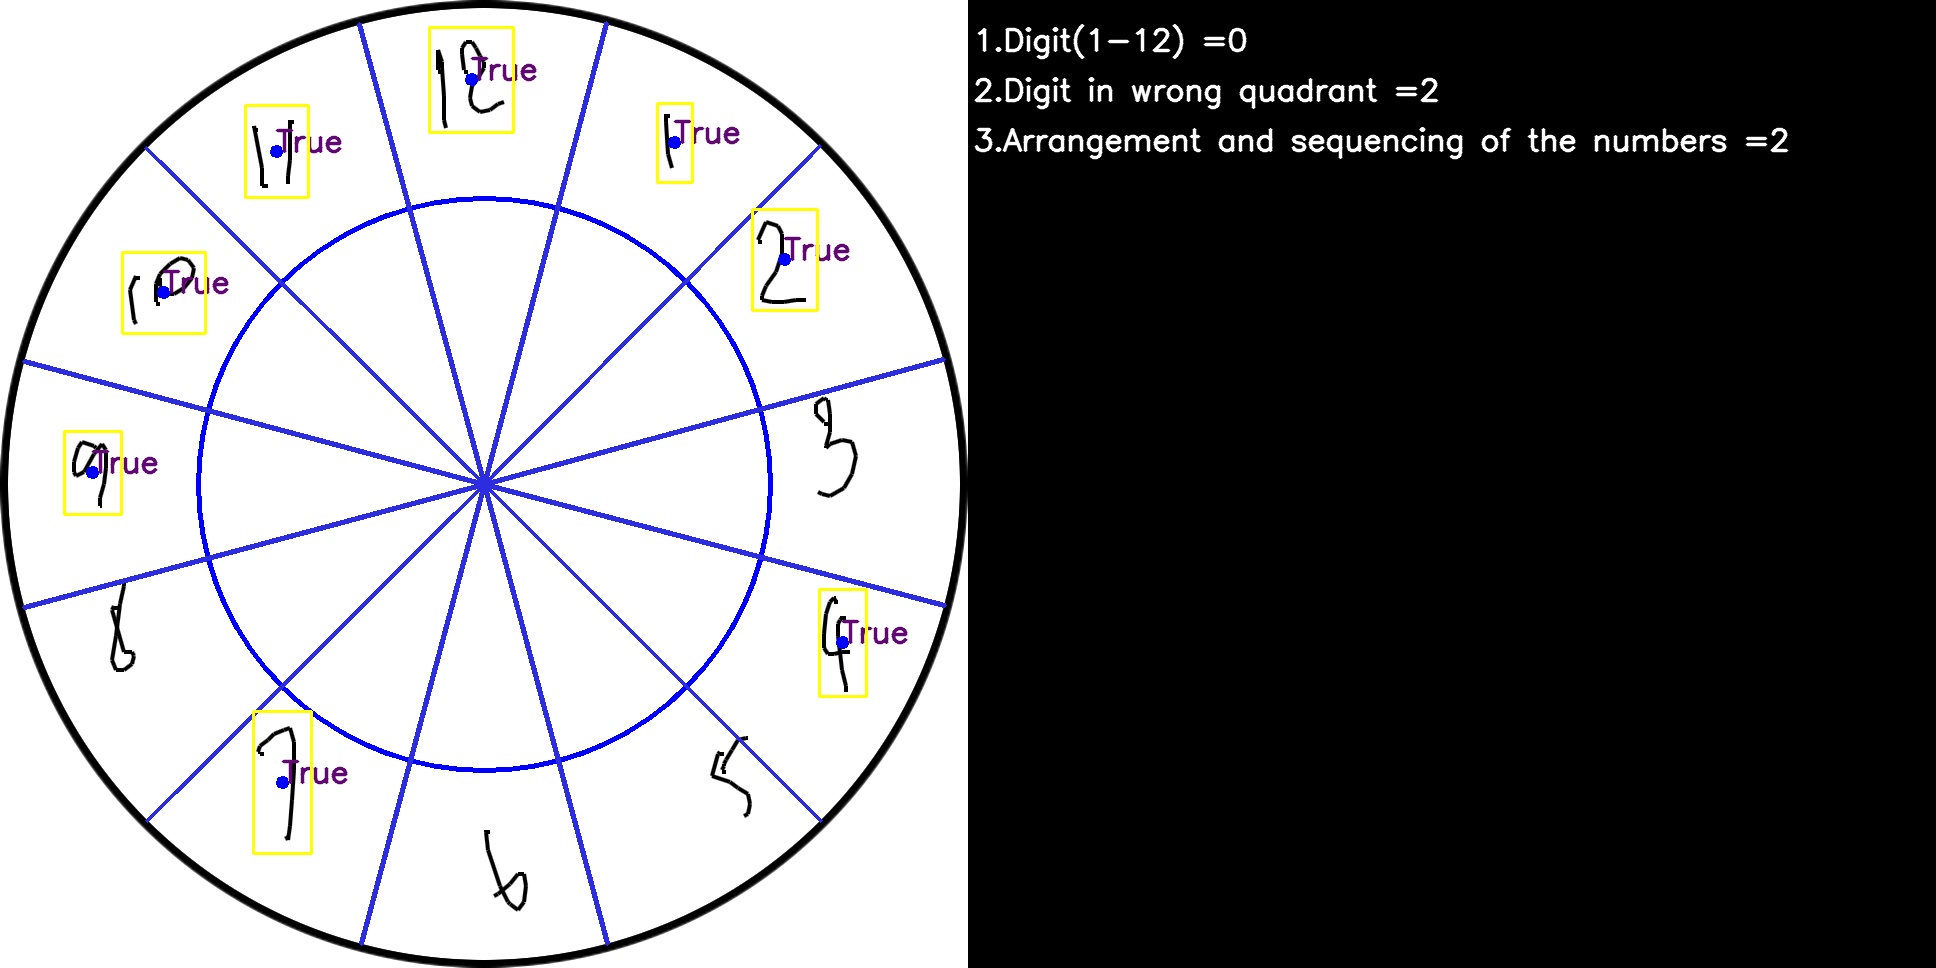 12
True
11
True
1
True
10
True
2
True
9
True
3
8
4
True
7
True
5
6
1.Digit(1-12) =0
2.Digit in wrong quadrant =2
3.Arrangement and sequencing of the numbers =2